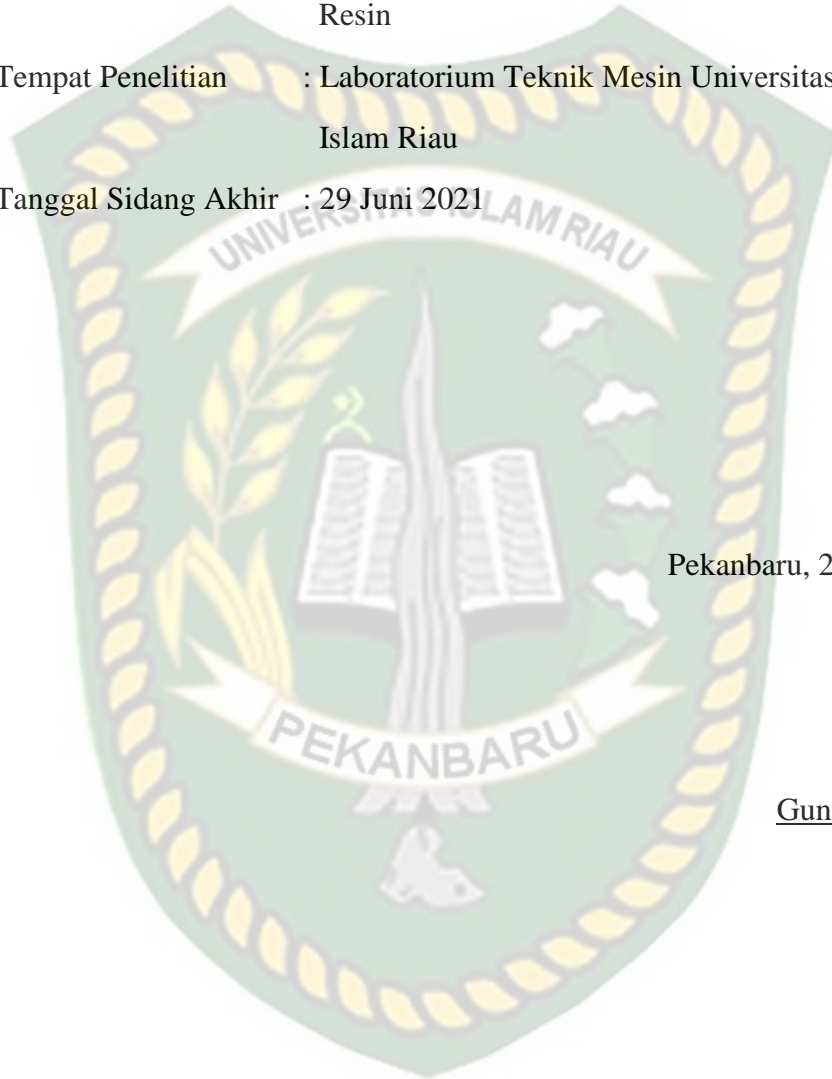 Resin
Tempat Penelitian : Laboratorium Teknik Mesin Universitas
Islam Riau
Tanggal Sidang Akhir : 29 Juni 2021
UNIVERSITAS ISLAM RIAU
Pekanbaru, 2
PEKANBARU
Gun